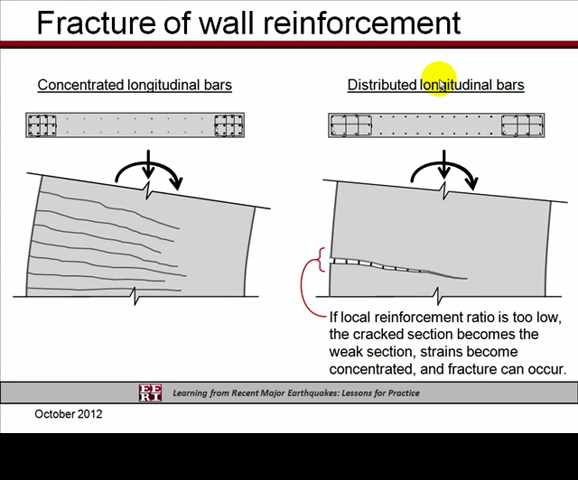 Fracture of wall reinforcement
Concentrated longitudinal bars
Distributed longitudinal bars
If local reinforcement ratio is too low,
the cracked section becomes the
weak section, strains become
concentrated, and fracture can occur.
EE
RI
Learning from Recent Major Earthquakes: Lessons for Practice
October 2012